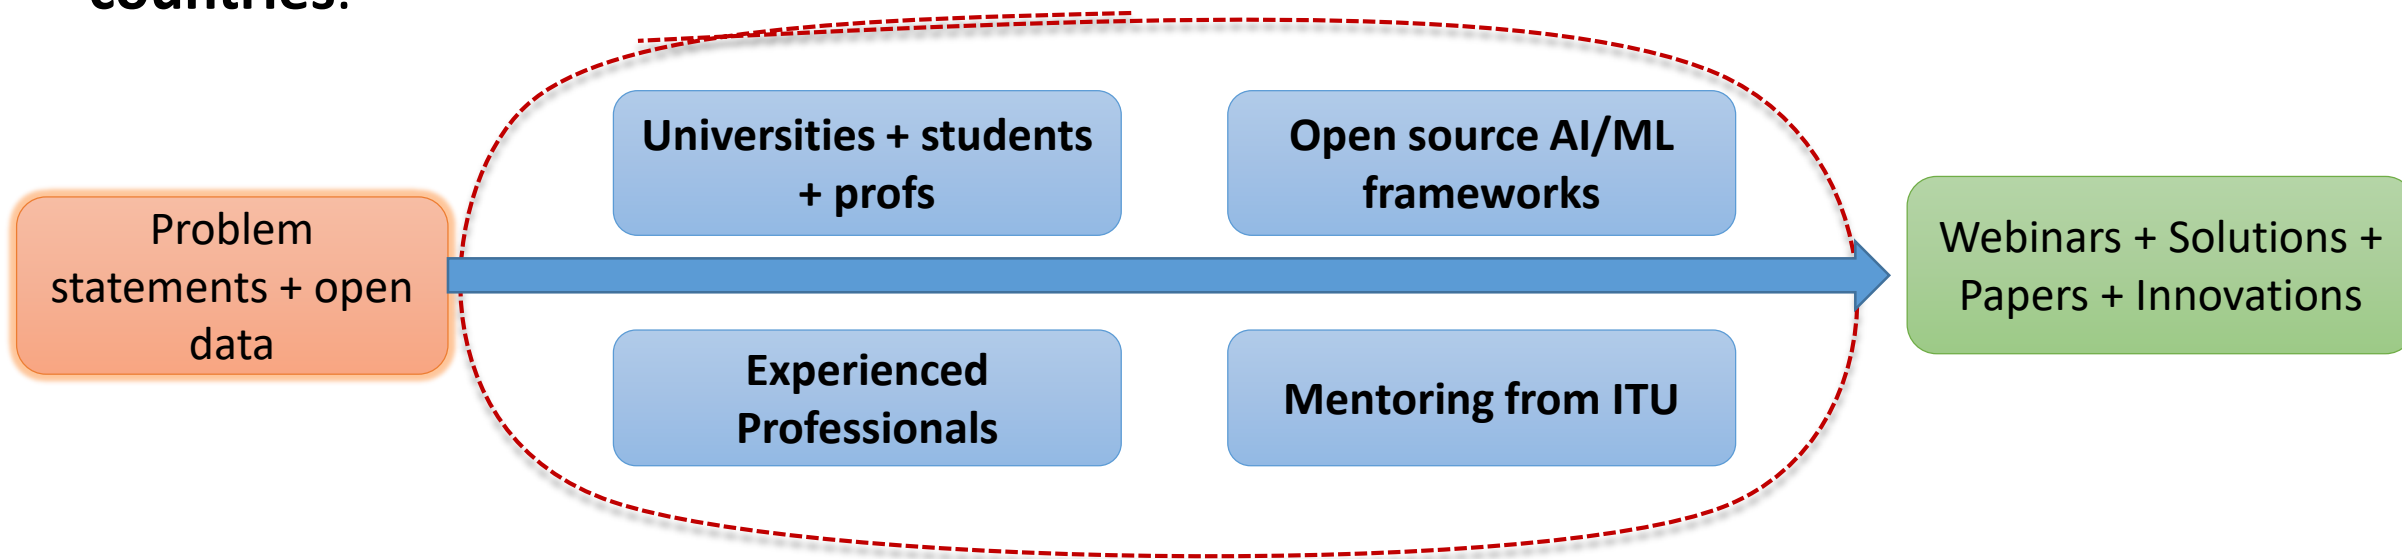 countries.
Universities + students
+ profs
Open source AI/ML
frameworks
Problem
statements + open
data
Webinars + Solutions +
Papers + Innovations
Experienced
Professionals
Mentoring from ITU